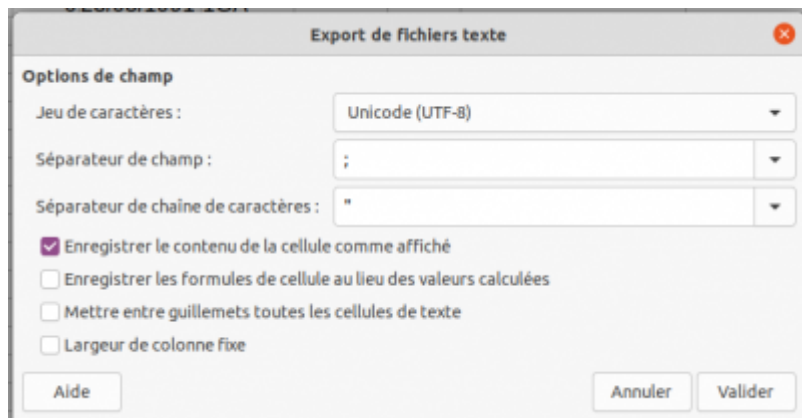 Export de fichiers texte
Options de champ
Jeu de caractères : Unicode (UTF-8)
Séparateur de champ : ;
Séparateur de chaîne de caractères : "
Enregistrer le contenu de la cellule comme affiché
Enregistrer les formules de cellule au lieu des valeurs calculées
Mettre entre guillemets toutes les cellules de texte
Largeur de colonne fixe
Aide Annuler Valider